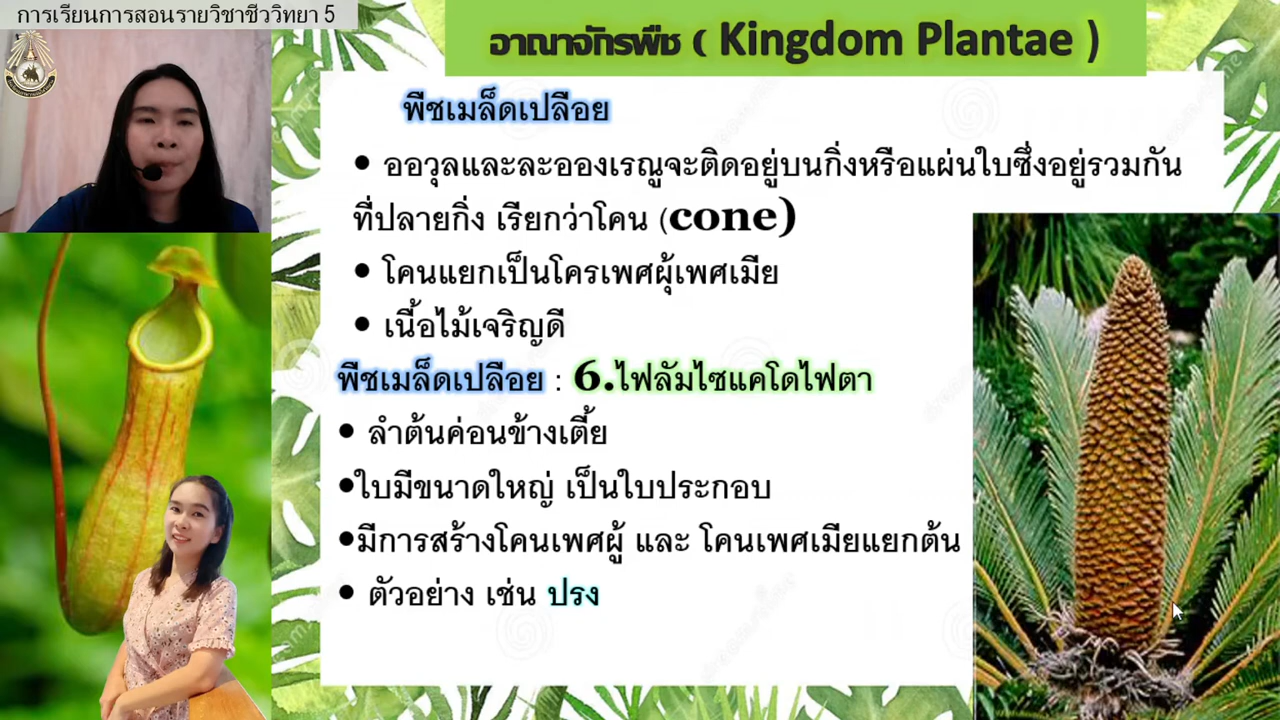 การเรียนการสอนรายวิชาชีววิทยา 5
อาณาจักรพืช ( Kingdom Plantae )
พืชเมล็ดเปลือย
• ออวุลและละอองเรณูจะติดอยู่บนกิ่งหรือแผ่นใบซึ่งอยู่รวมกัน
ที่ปลายกิ่ง เรียกว่าโคน (cone)
• โคนแยกเป็นโครเพศผุ้เพศเมีย
• เนื้อไม้เจริญดี
พืชเมล็ดเปลือย : 6.ไฟลัมไซแคโดไฟตา
• ลำต้นค่อนข้างเตี้ย
•ใบมีขนาดใหญ่ เป็นใบประกอบ
•มีการสร้างโคนเพศผู้ และ โคนเพศเมียแยกต้น
• ตัวอย่าง เช่น ปรง